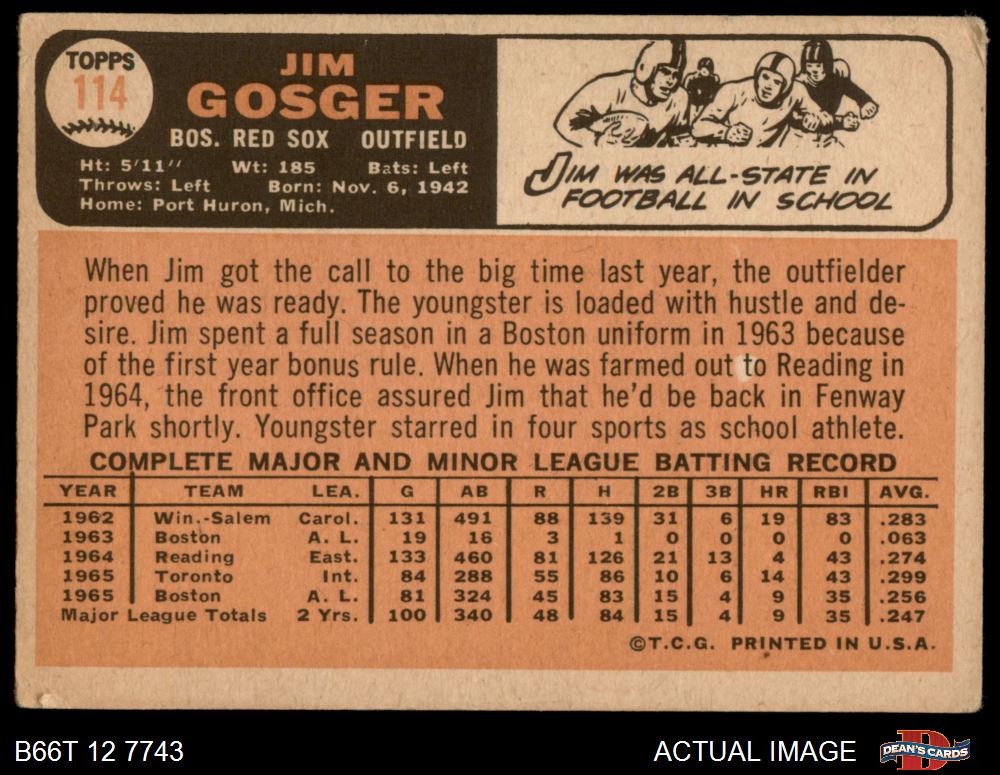 TOPPS
114
JIM
GOSGER
BOS. RED SOX OUTFIELD
Ht: 5'11" Wt: 185 Bats: Left
Throws: Left Born: Nov. 6, 1942
Home: Port Huron, Mich.
JIM WAS ALL-STATE IN
FOOTBALL IN SCHOOL
When Jim got the call to the big time last year, the outfielder
proved he was ready. The youngster is loaded with hustle and de-
sire. Jim spent a full season in a Boston uniform in 1963 because
of the first year bonus rule. When he was farmed out to Reading in
1964, the front office assured Jim that he'd be back in Fenway
Park shortly. Youngster starred in four sports as school athlete.
COMPLETE MAJOR AND MINOR LEAGUE BATTING RECORD
YEAR TEAM LEA. G AB R H 2B 3B HR RBI AVG.
1962 Win.-Salem Carol. 131 491 88 139 31 6 19 83 .283
1963 Boston A. L. 19 16 3 1 0 0 0 0 .063
1964 Reading East. 133 460 81 126 21 13 4 43 .274
1965 Toronto Int. 84 288 55 86 10 6 14 43 .299
1965 Boston A. L. 81 324 45 83 15 4 9 35 .256
Major League Totals 2 Yrs. 100 340 48 84 15 4 9 35 .247
©T.C.G. PRINTED IN U.S.A.
B66T 12 7743
ACTUAL IMAGE
DEAN'S CARDS